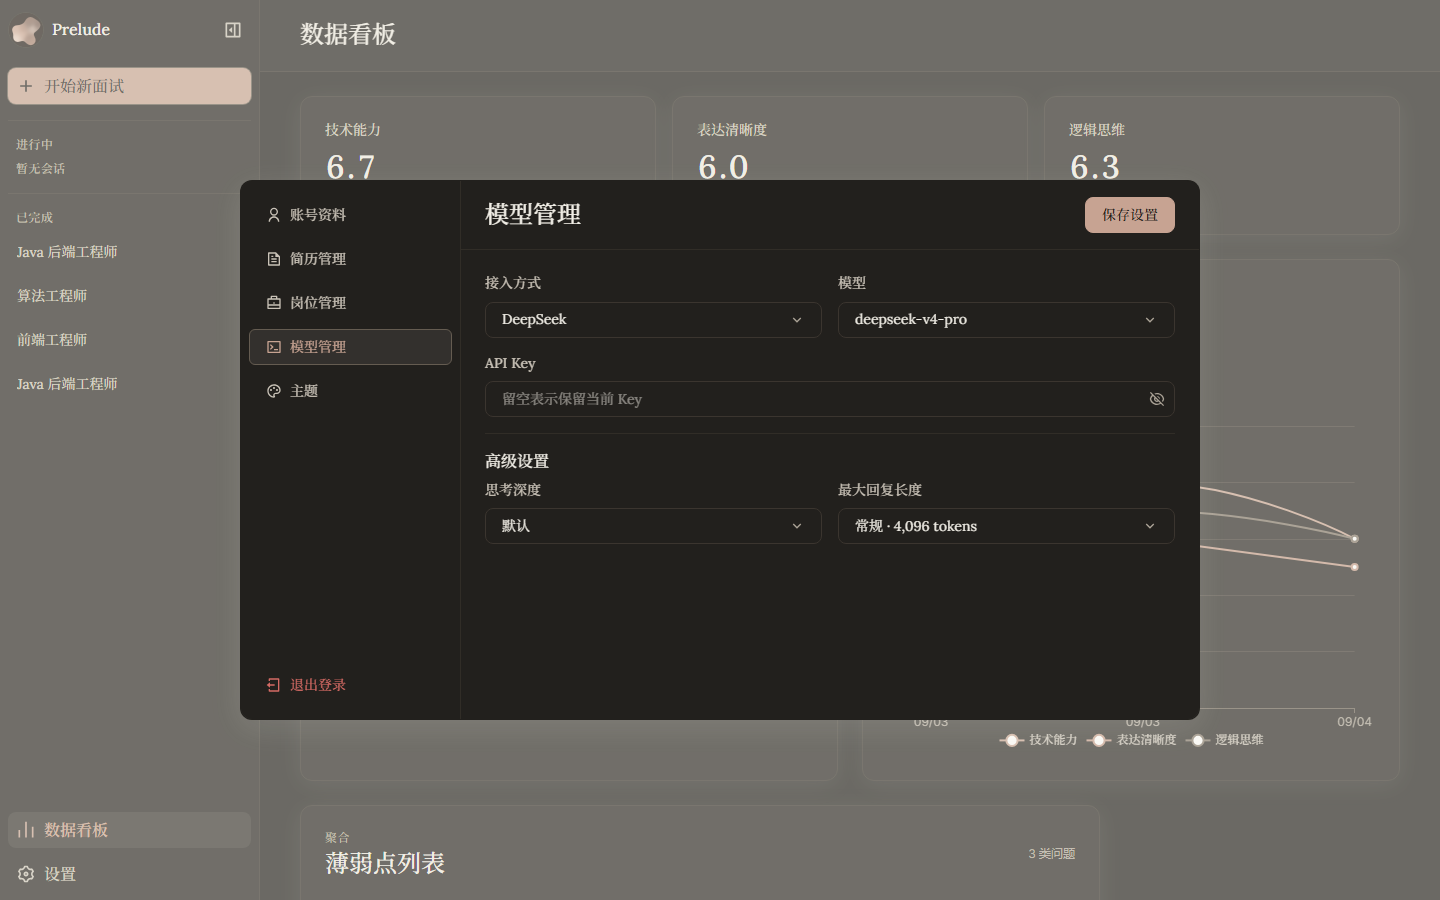 Prelude
开始新面试
进行中
暂无会话
已完成
Java 后端工程师
算法工程师
前端工程师
Java 后端工程师
数据看板
设置
数据看板
技术能力
6.7
表达清晰度
6.0
逻辑思维
6.3
账号资料
简历管理
岗位管理
模型管理
主题
退出登录
模型管理
保存设置
接入方式
DeepSeek
模型
deepseek-v4-pro
API Key
留空表示保留当前 Key
高级设置
思考深度
默认
最大回复长度
常规 · 4,096 tokens
09/03
09/03
09/04
技术能力
表达清晰度
逻辑思维
聚合
薄弱点列表
3 类问题